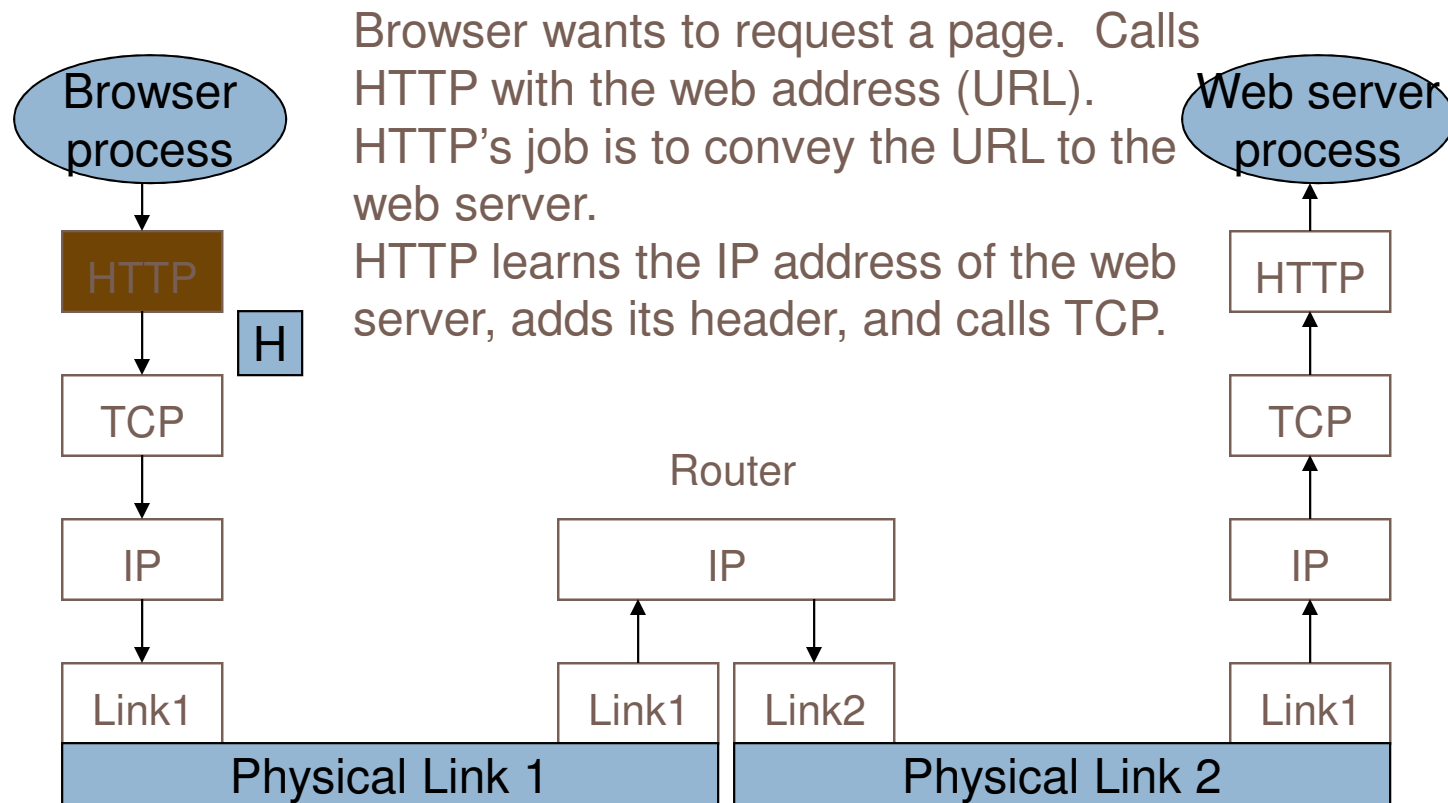 Browser wants to request a page.  Calls
HTTP with the web address (URL).
HTTP’s job is to convey the URL to the
web server.
HTTP learns the IP address of the web
server, adds its header, and calls TCP.
Browser
process
HTTP
H
TCP
IP
Link1
Router
IP
Link1
Link2
Web server
process
HTTP
TCP
IP
Link1
Physical Link 1
Physical Link 2